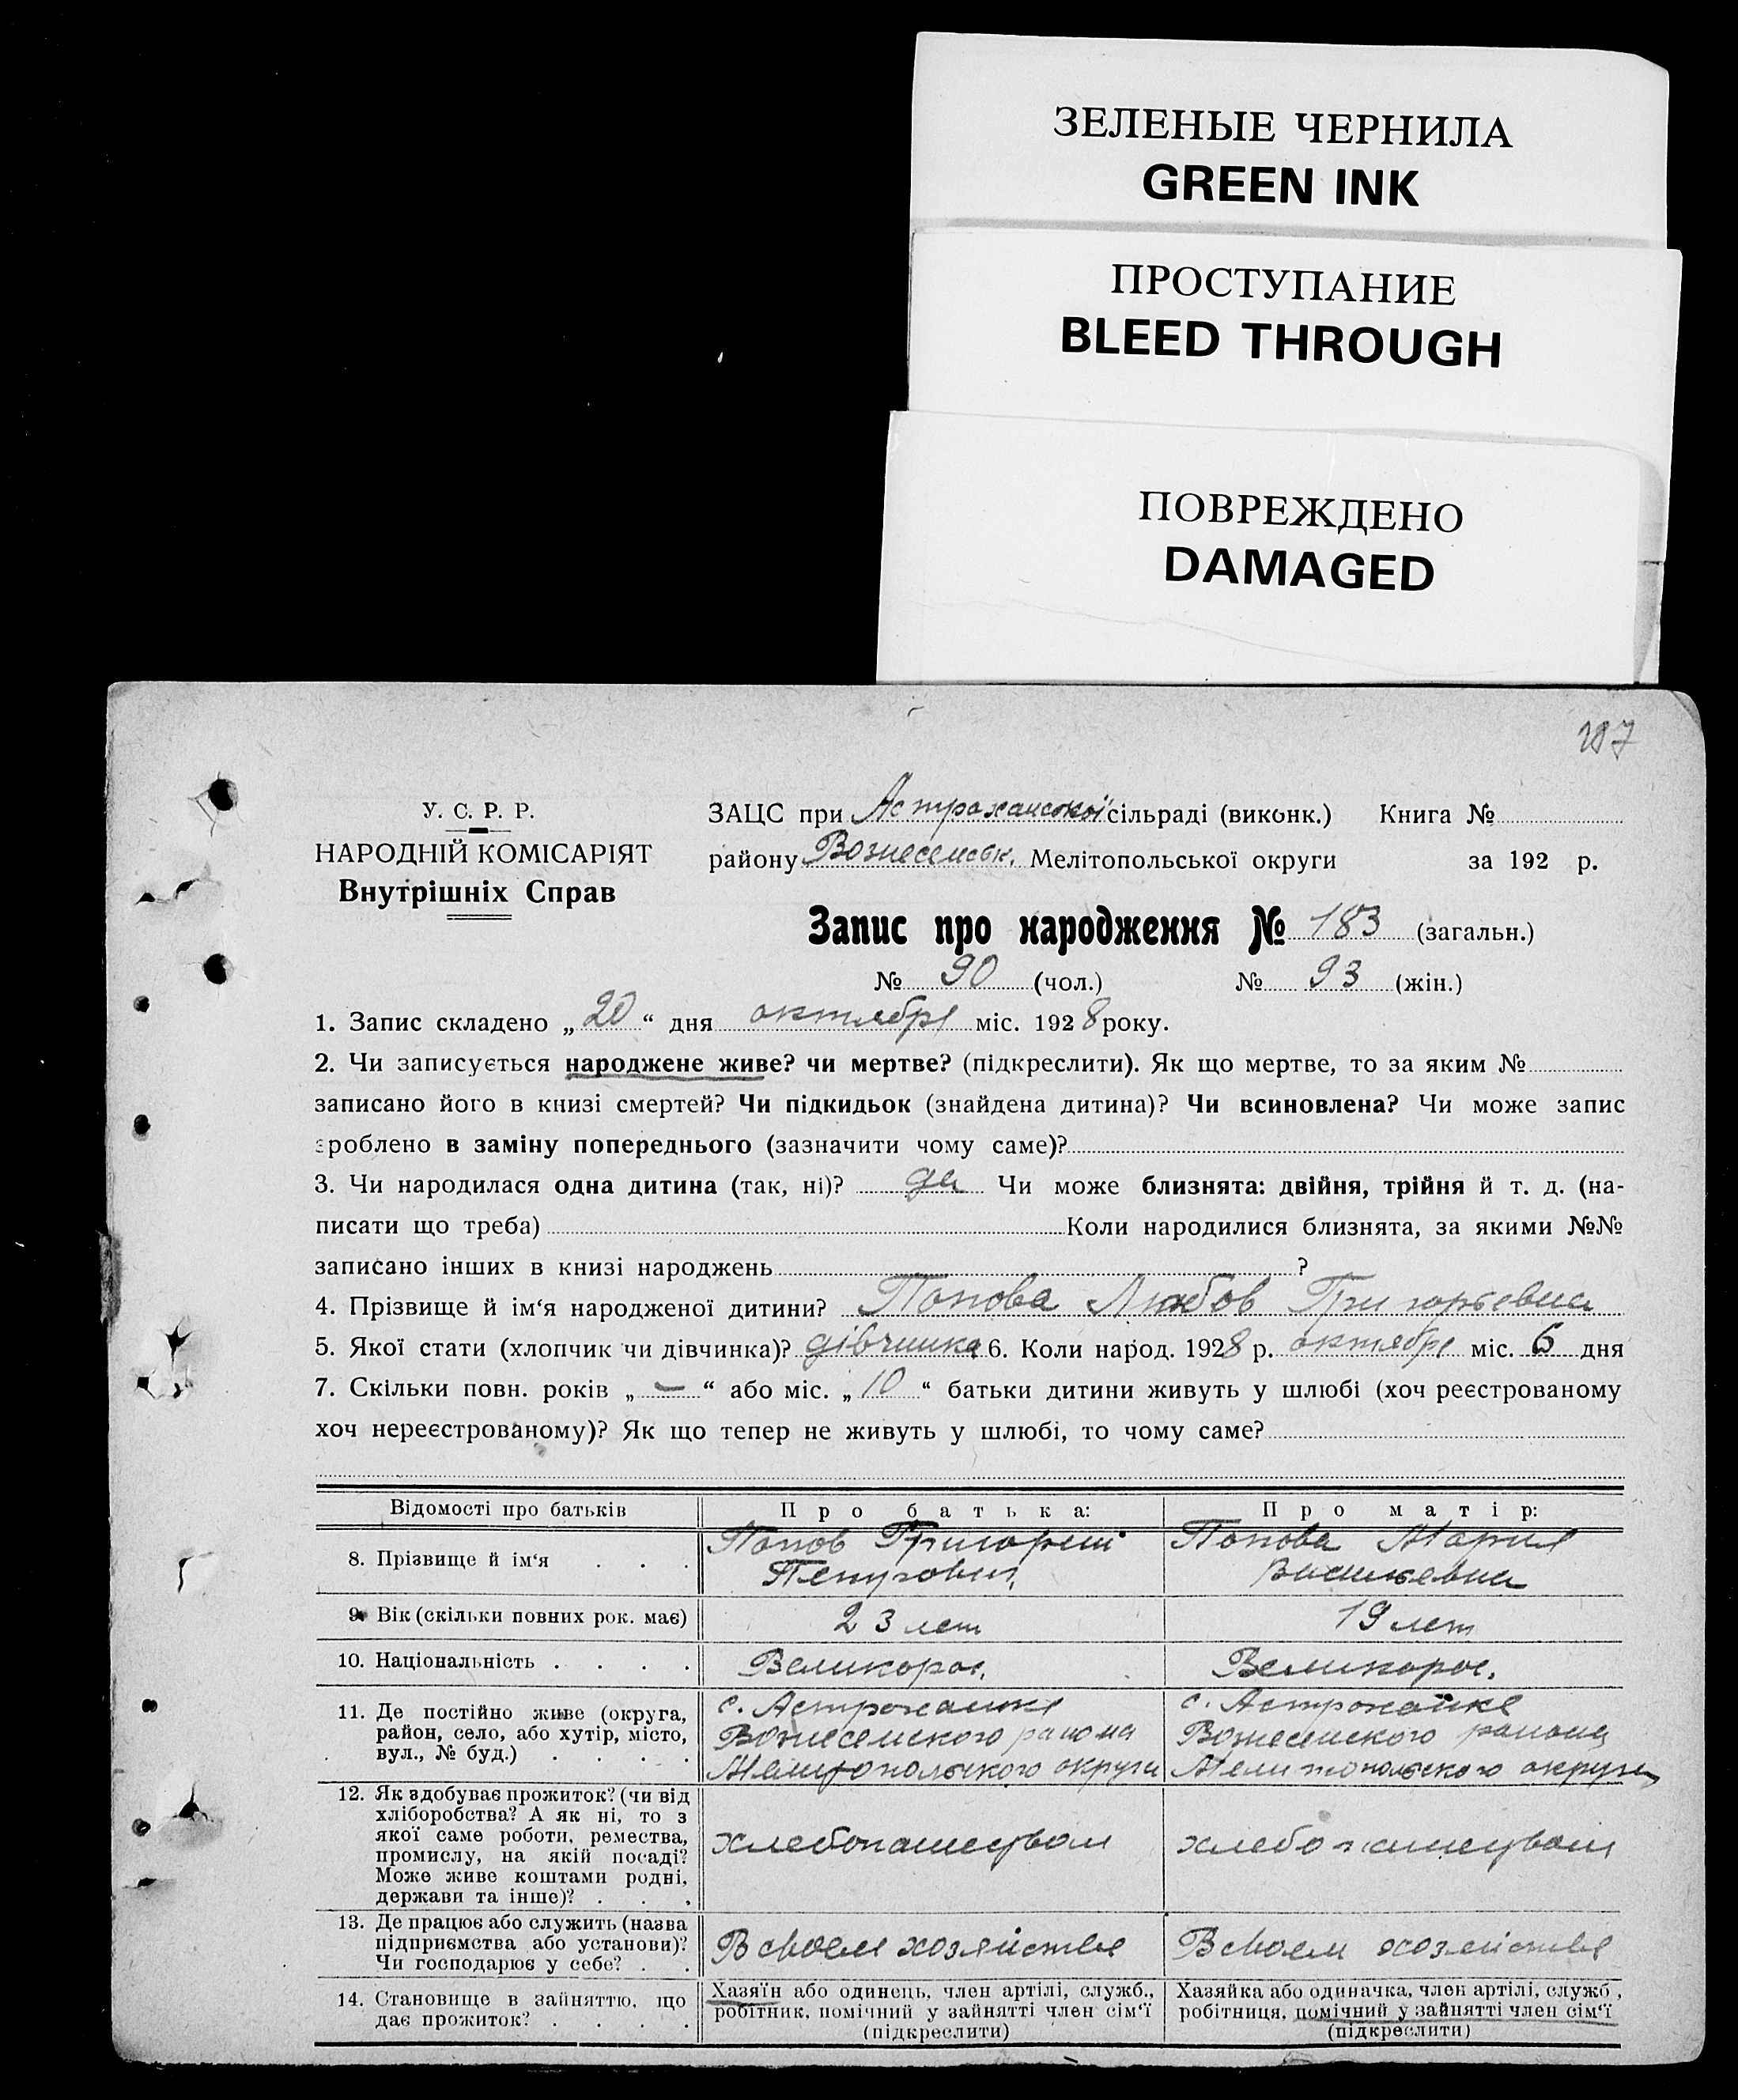 ЗЕЛЕНЫЕ ЧЕРНИЛА
GREEN INK
ПРОСТУПАНИЕ
BLEED THROUGH
ПОВРЕЖДЕНО
DAMAGED
187
У. С. Р. Р.
НАРОДНІЙ КОМІСАРІЯТ
Внутрішніх Справ
ЗАЦС при Астраханской сільраді (виконк.) Книга №
району Вознесенськ. Мелітопольської округи за 192 р.
Запис про народження № 183 (загальн.)
№ 90 (чол.) № 93 (жін.)
1. Запис складено „20“ дня октября міс. 1928 року.
2. Чи записується народжене живе? чи мертве? (підкреслити). Як що мертве, то за яким №
записано його в книзі смертей? Чи підкидьок (знайдена дитина)? Чи всиновлена? Чи може запис
зроблено в заміну попереднього (зазначити чому саме)?
3. Чи народилася одна дитина (так, ні)? да Чи може близнята: двійня, трійня й т. д. (на-
писати що треба) Коли народилися близнята, за якими №№
записано інших в книзі народжень ?
4. Прізвище й ім‘я народженої дитини? Попова Любов Григорьевна
5. Якої стати (хлопчик чи дівчинка)? дівчинка 6. Коли народ. 1928 р. октября міс. 6 дня
7. Скільки повн. років „—“ або міс. „10“ батьки дитини живуть у шлюбі (хоч реєстрованому
хоч нереєстрованому)? Як що тепер не живуть у шлюбі, то чому саме?
Відомості про батьків Про батька: Про матір:
8. Прізвище й ім‘я . . . Попов Григорий Петрович Попова Мария Васильевна
9. Вік (скільки повних рок. має) 23 лет 19 лет
10. Національність . . . . Великорос. Великорос.
11. Де постійно живе (округа,
район, село, або хутір, місто,
вул., № буд.) . . . .
с. Астраханке
Вознесенского района
Мелитопольского округа
с. Астраханке
Вознесенского района
Мелитопольского округа
12. Як здобуває прожиток? (чи від
хліборобства? А як ні, то з
якої саме роботи, ремества,
промислу, на якій посаді?
Може живе коштами родні,
держави та інше)? . . .
хлебопашеством хлебопашеством
13. Де працює або служить (назва
підприємства або установи)?
Чи господарює у себе? . .
В своем хозяйстве В своем хозяйстве
14. Становище в зайняттю, що
дає прожиток? . . . .
Хазяїн або одинець, член артілі, служб.,
робітник, помічний у зайнятті член сім‘ї
(підкреслити)
Хазяйка або одиначка, член артілі, служб.,
робітниця, помічний у зайнятті член сім‘ї
(підкреслити)